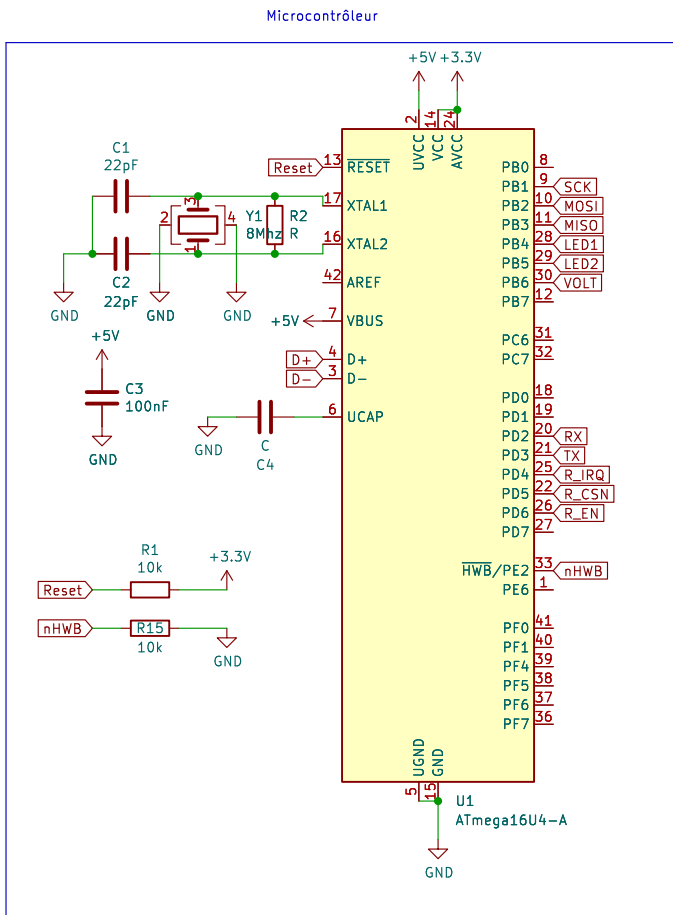 Microcontrôleur
+5V
+3.3V
2
14
24
UVCC
VCC
AVCC
C1
22pF
Reset
13
RESET
PB0
8
PB1
9
SCK
3
Y1
8Mhz
R2
R
2
4
1
17
XTAL1
PB2
10
MOSI
PB3
11
MISO
16
XTAL2
PB4
28
LED1
C2
22pF
PB5
29
LED2
42
AREF
PB6
30
VOLT
PB7
12
GND
GND
GND
+5V
7
VBUS
PC6
31
+5V
D+
4
D+
PC7
32
D-
3
D-
C3
100nF
PD0
18
6
UCAP
PD1
19
GND
C
C4
GND
PD2
20
RX
PD3
21
TX
PD4
25
R_IRQ
PD5
22
R_CSN
PD6
26
R_EN
PD7
27
R1
10k
+3.3V
Reset
HWB/PE2
33
nHWB
PE6
1
nHWB
R15
10k
GND
PF0
41
PF1
40
PF4
39
PF5
38
PF6
37
PF7
36
UGND
GND
5
15
U1
ATmega16U4-A
GND